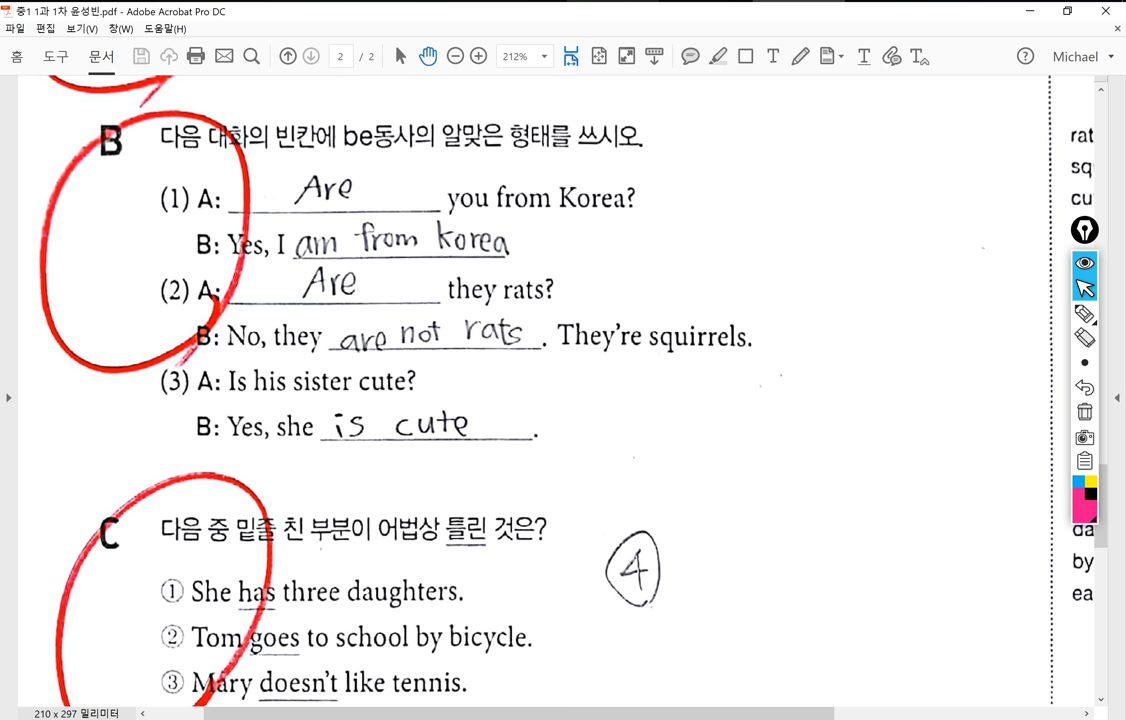 중1 1과 1차 윤성빈.pdf - Adobe Acrobat Pro DC
파일 편집 보기(V) 창(W) 도움말(H)
홈 도구 문서 2 / 2 212% Michael
B 다음 대화의 빈칸에 be동사의 알맞은 형태를 쓰시오.
(1) A: Are you from Korea?
B: Yes, I am from korea
(2) A: Are they rats?
B: No, they are not rats. They're squirrels.
(3) A: Is his sister cute?
B: Yes, she is cute.
C 다음 중 밑줄 친 부분이 어법상 틀린 것은?
④
① She has three daughters.
② Tom goes to school by bicycle.
③ Mary doesn't like tennis.
rat
squ
cu
da
by
ea
210 x 297 밀리미터